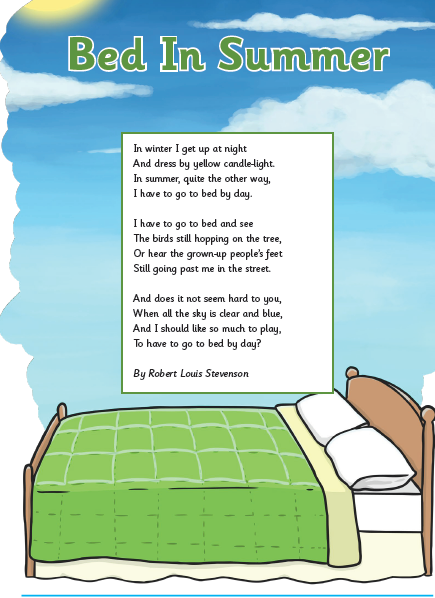 Bed In Summer
In winter I get up at night
And dress by yellow candle-light.
In summer, quite the other way,
I have to go to bed by day.
I have to go to bed and see
The birds still hopping on the tree,
Or hear the grown-up people's feet
Still going past me in the street.
And does it not seem hard to you,
When all the sky is clear and blue,
And I should like so much to play,
To have to go to bed by day?
By Robert Louis Stevenson